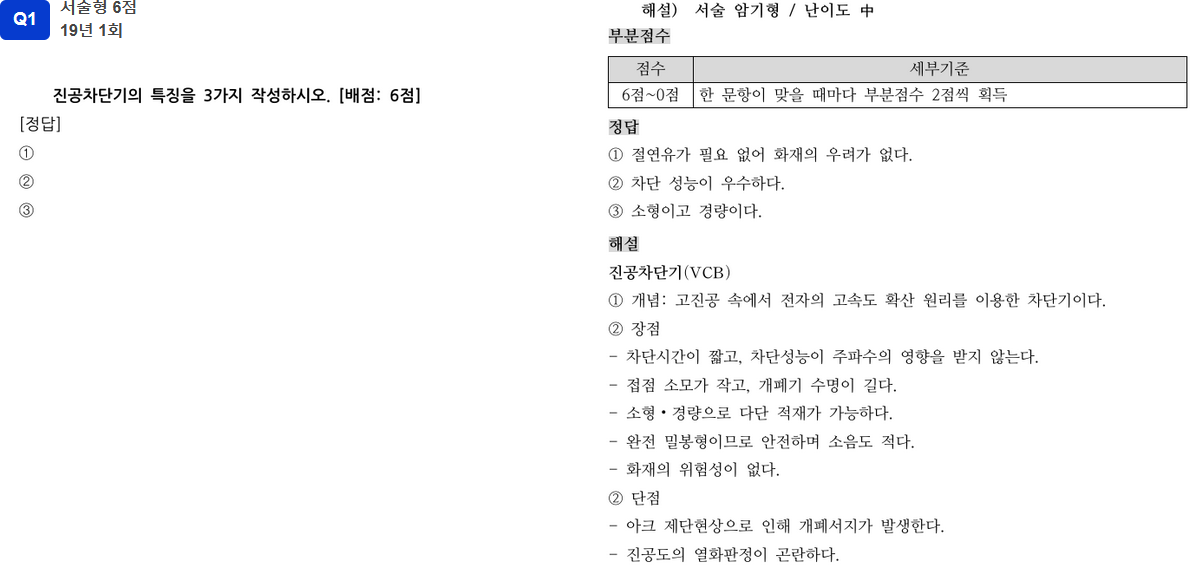 Q1
서술형 6점
19년 1회
진공차단기의 특징을 3가지 작성하시오. [배점: 6점]
[정답]
①
②
③
해설) 서술 암기형 / 난이도 中
부분점수
점수 세부기준
6점~0점 한 문항이 맞을 때마다 부분점수 2점씩 획득
정답
① 절연유가 필요 없어 화재의 우려가 없다.
② 차단 성능이 우수하다.
③ 소형이고 경량이다.
해설
진공차단기(VCB)
① 개념: 고진공 속에서 전자의 고속도 확산 원리를 이용한 차단기이다.
② 장점
- 차단시간이 짧고, 차단성능이 주파수의 영향을 받지 않는다.
- 접점 소모가 작고, 개폐기 수명이 길다.
- 소형·경량으로 다단 적재가 가능하다.
- 완전 밀봉형이므로 안전하며 소음도 적다.
- 화재의 위험성이 없다.
② 단점
- 아크 제단현상으로 인해 개폐서지가 발생한다.
- 진공도의 열화판정이 곤란하다.